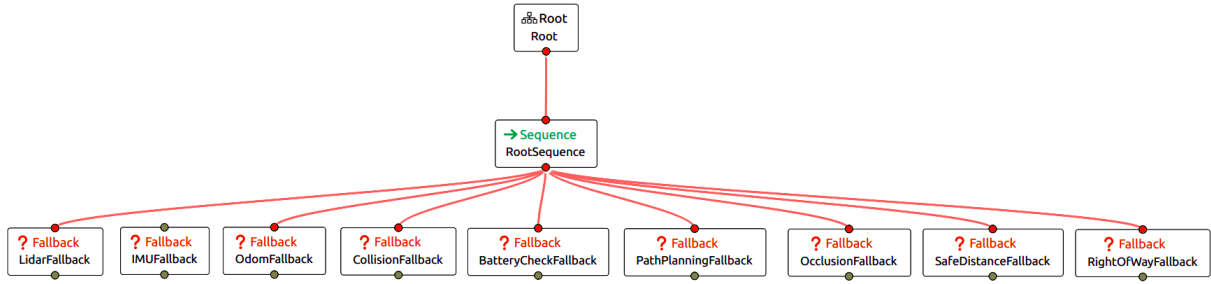 Root
Root
→ Sequence
RootSequence
? Fallback
LidarFallback
? Fallback
IMUFallback
? Fallback
OdomFallback
? Fallback
CollisionFallback
? Fallback
BatteryCheckFallback
? Fallback
PathPlanningFallback
? Fallback
OcclusionFallback
? Fallback
SafeDistanceFallback
? Fallback
RightOfWayFallback